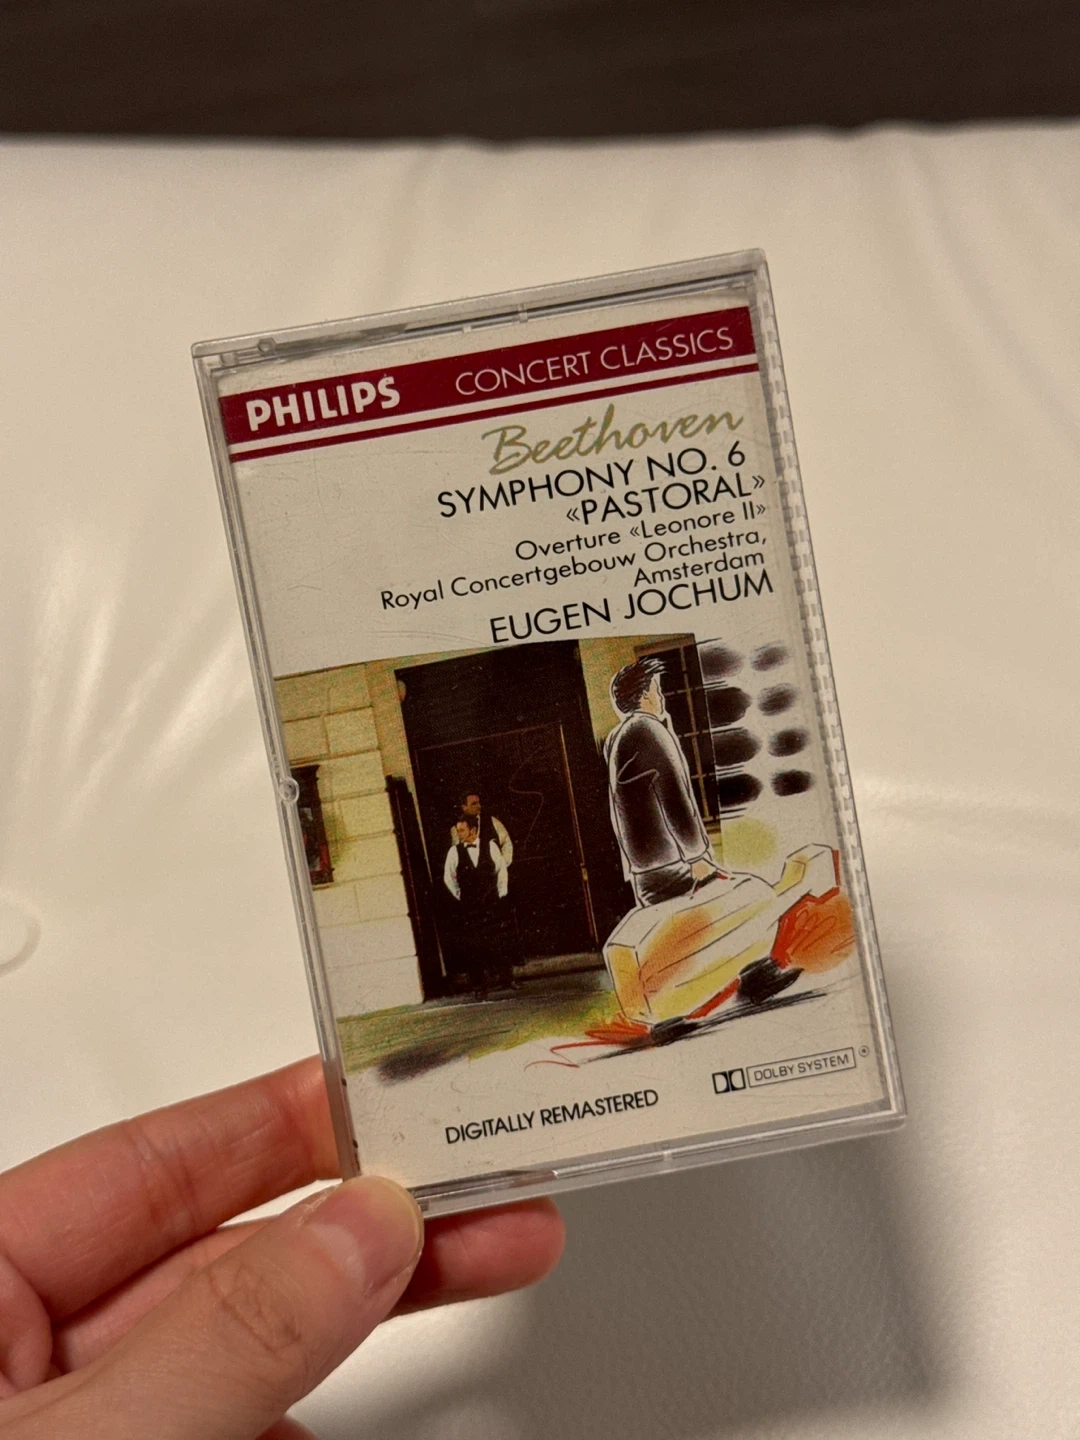 PHILIPS CONCERT CLASSICS
Beethoven
SYMPHONY NO. 6
«PASTORAL»
Overture «Leonore II»
Royal Concertgebouw Orchestra,
Amsterdam
EUGEN JOCHUM
DIGITALLY REMASTERED
DOLBY SYSTEM ®